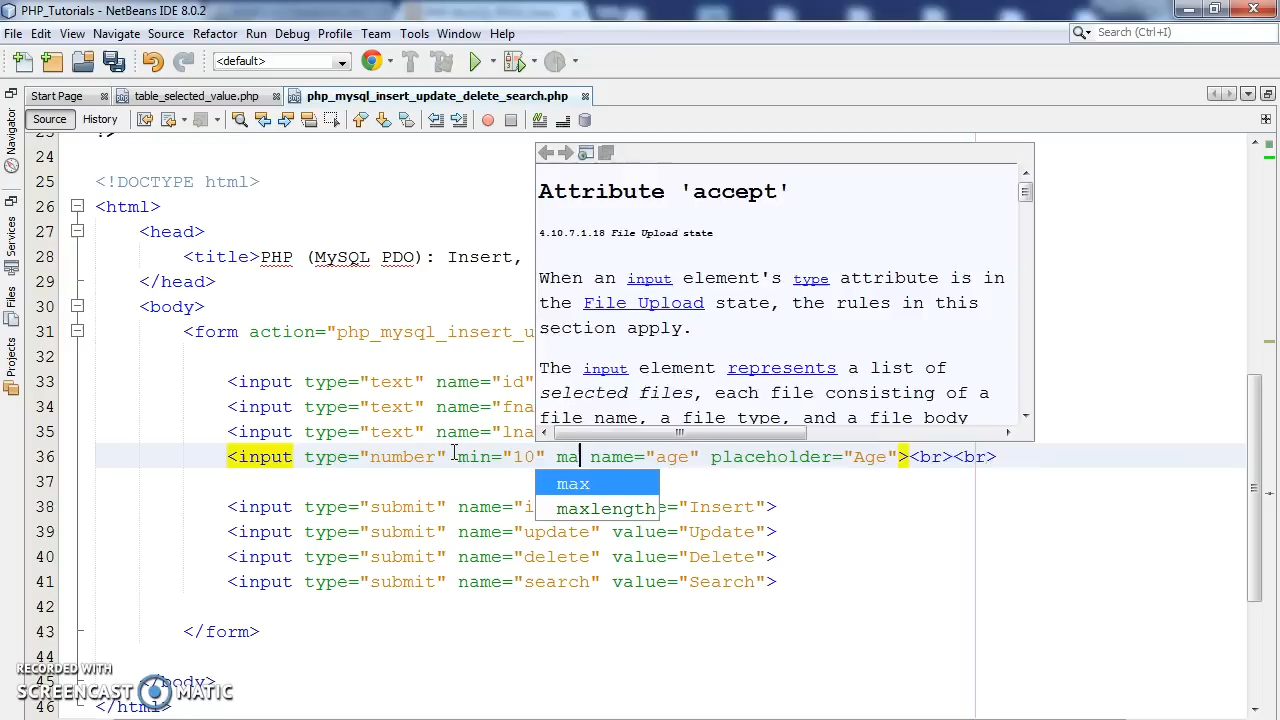 PHP_Tutorials - NetBeans IDE 8.0.2
File Edit View Navigate Source Refactor Run Debug Profile Team Tools Window Help
Search (Ctrl+I)
<default>
Start Page table_selected_value.php php_mysql_insert_update_delete_search.php
Source History
Navigator
Services
Files
Projects
24
25 <!DOCTYPE html>
26 <html>
27 <head>
28 <title>PHP (MySQL PDO): Insert,
29 </head>
30 <body>
31 <form action="php_mysql_insert_u
32
33 <input type="text" name="id"
34 <input type="text" name="fna
35 <input type="text" name="lna
36 <input type="number" min="10" ma name="age" placeholder="Age"><br><br>
37
38 <input type="submit" name="i e="Insert">
39 <input type="submit" name="update" value="Update">
40 <input type="submit" name="delete" value="Delete">
41 <input type="submit" name="search" value="Search">
42
43 </form>
44
45 </body>
46 </html>
Attribute 'accept'
4.10.7.1.18 File Upload state
When an input element's type attribute is in
the File Upload state, the rules in this
section apply.
The input element represents a list of
selected files, each file consisting of a
file name, a file type, and a file body
max
maxlength
RECORDED WITH
SCREENCAST MATIC